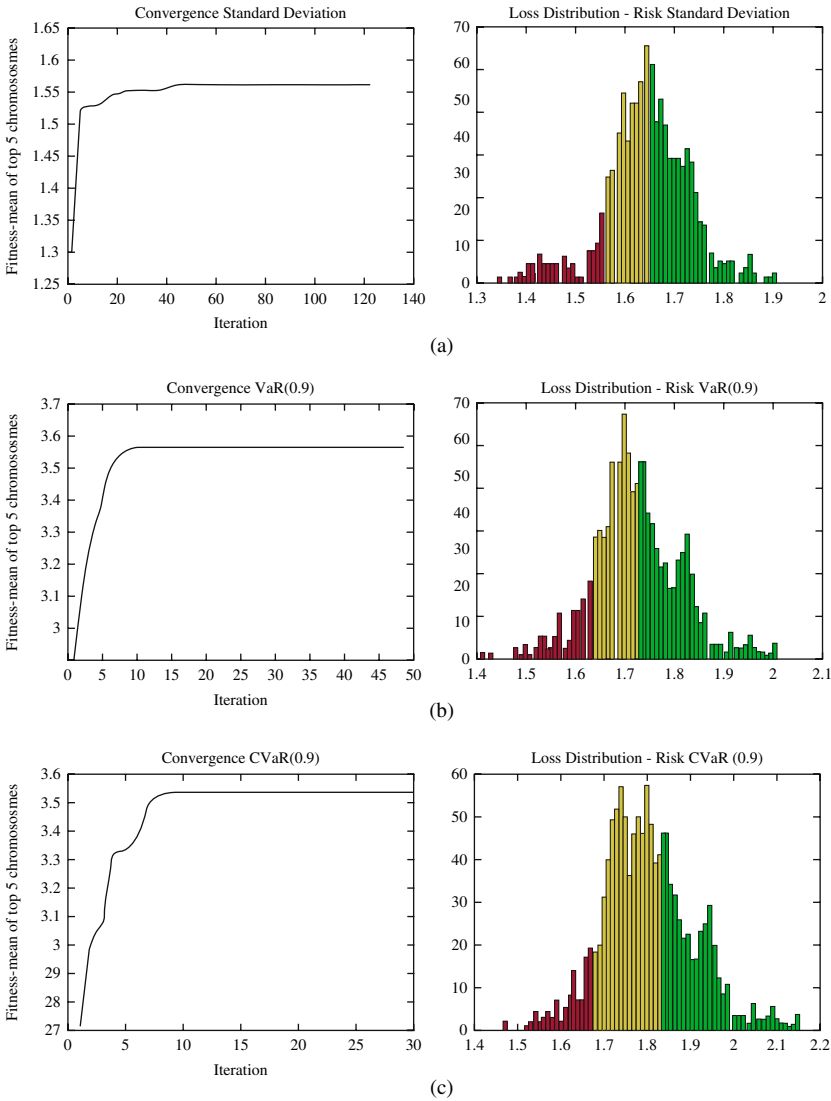 Convergence Standard Deviation
Fitness-mean of top 5 chromososmes
1.65
1.6
1.55
1.5
1.45
1.4
1.35
1.3
1.25
0 20 40 60 80 100 120 140
Iteration
Loss Distribution - Risk Standard Deviation
70
60
50
40
30
20
10
0
1.3 1.4 1.5 1.6 1.7 1.8 1.9 2
(a)
Convergence VaR(0.9)
Fitness-mean of top 5 chromososmes
3.7
3.6
3.5
3.4
3.3
3.2
3.1
3
0 5 10 15 20 25 30 35 40 45 50
Iteration
Loss Distribution - Risk VaR(0.9)
70
60
50
40
30
20
10
0
1.4 1.5 1.6 1.7 1.8 1.9 2 2.1
(b)
Convergence CVaR(0.9)
Fitness-mean of top 5 chromososmes
3.6
3.5
3.4
3.3
3.2
3.1
3
29
28
27
0 5 10 15 20 25 30
Iteration
Loss Distribution - Risk CVaR (0.9)
60
50
40
30
20
10
0
1.4 1.5 1.6 1.7 1.8 1.9 2 2.1 2.2
(c)